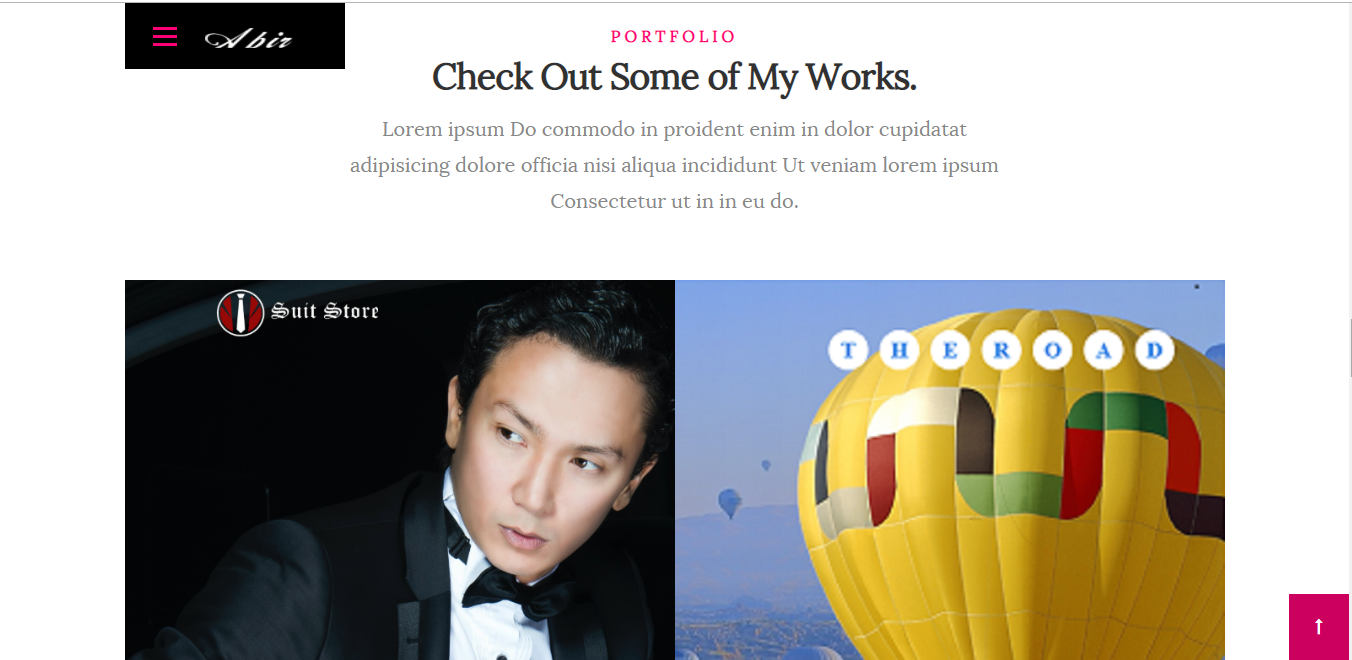 Abir
PORTFOLIO
Check Out Some of My Works.
Lorem ipsum Do commodo in proident enim in dolor cupidatat
adipisicing dolore officia nisi aliqua incididunt Ut veniam lorem ipsum
Consectetur ut in in eu do.
Suit Store
THEROAD